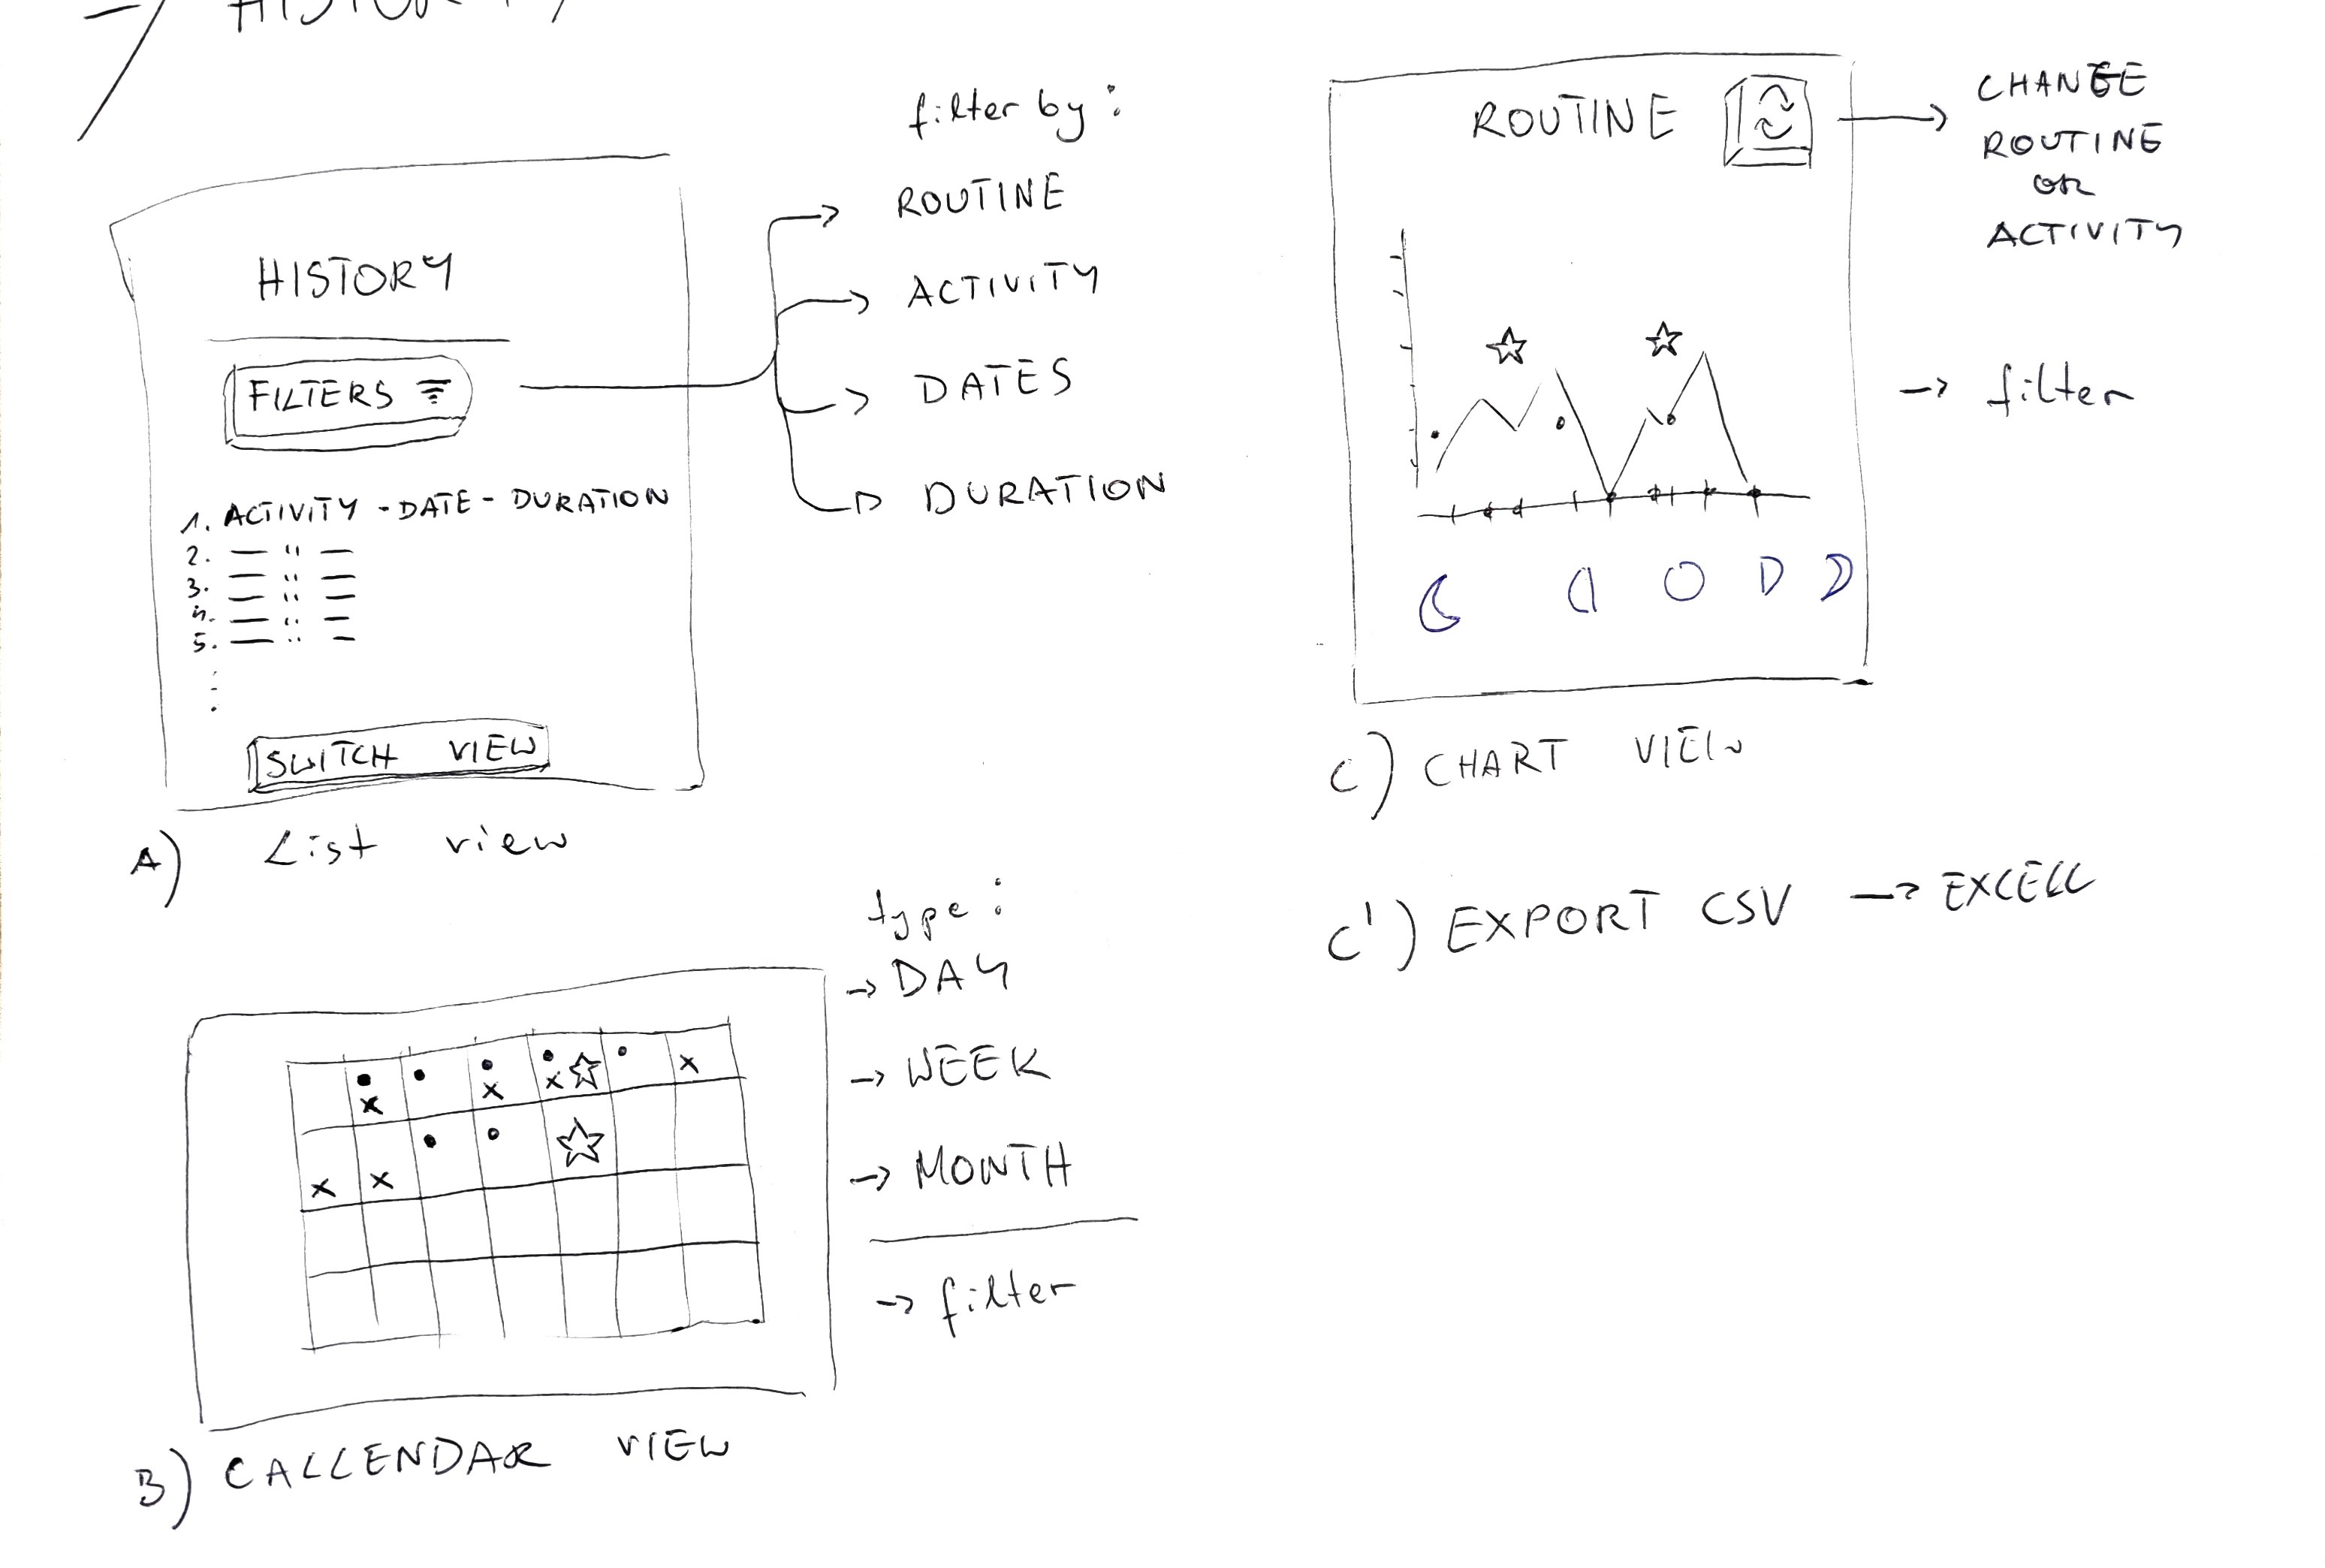 HISTORY
HISTORY
FILTERS
1. ACTIVITY - DATE - DURATION
2. — " —
3. — " —
4. — " —
5. — " —
SWITCH VIEW
A) List view
filter by:
ROUTINE
ACTIVITY
DATES
DURATION
type:
→ DAY
→ WEEK
→ MONTH
→ filter
B) CALLENDAR VIEW
ROUTINE
CHANGE
ROUTINE
OR
ACTIVITY
→ filter
C) CHART VIEW
C') EXPORT CSV → EXCELL